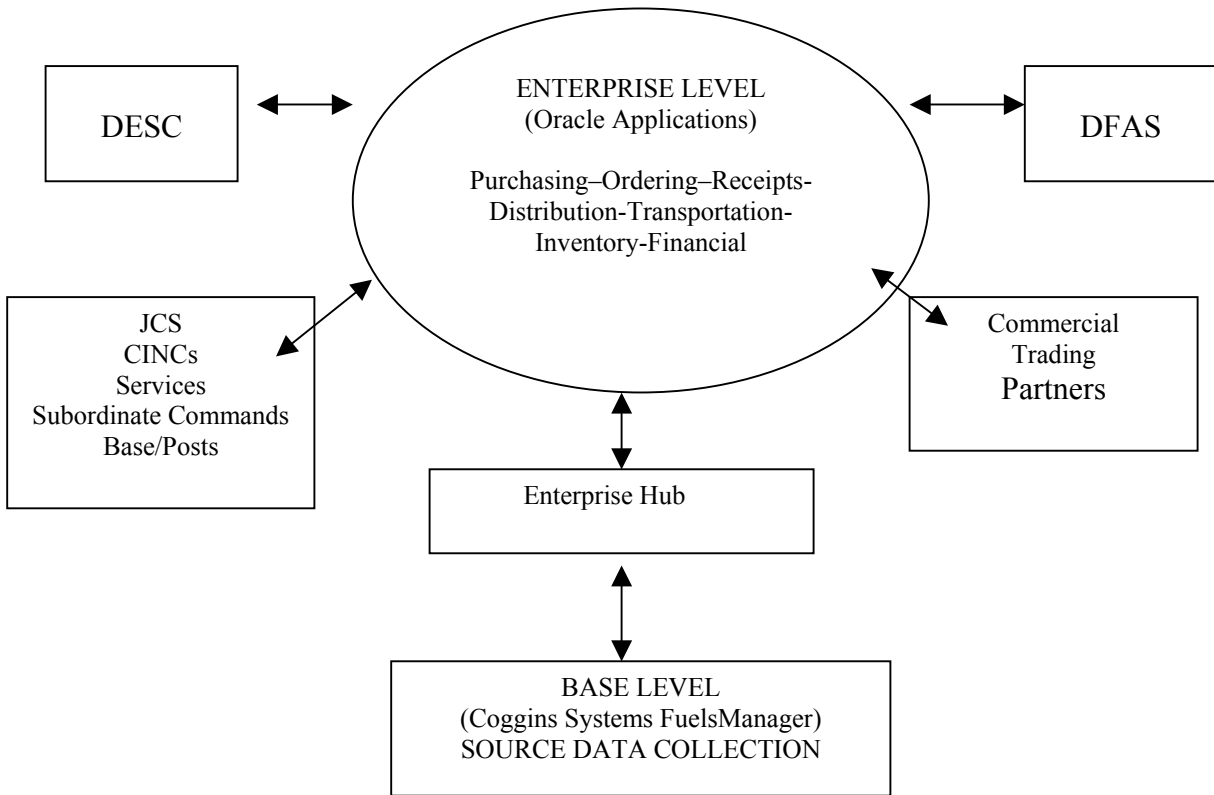 DESC
ENTERPRISE LEVEL
(Oracle Applications)
Purchasing–Ordering–Receipts-
Distribution-Transportation-
Inventory-Financial
DFAS
JCS
CINCs
Services
Subordinate Commands
Base/Posts
Commercial
Trading
Partners
Enterprise Hub
BASE LEVEL
(Coggins Systems FuelsManager)
SOURCE DATA COLLECTION